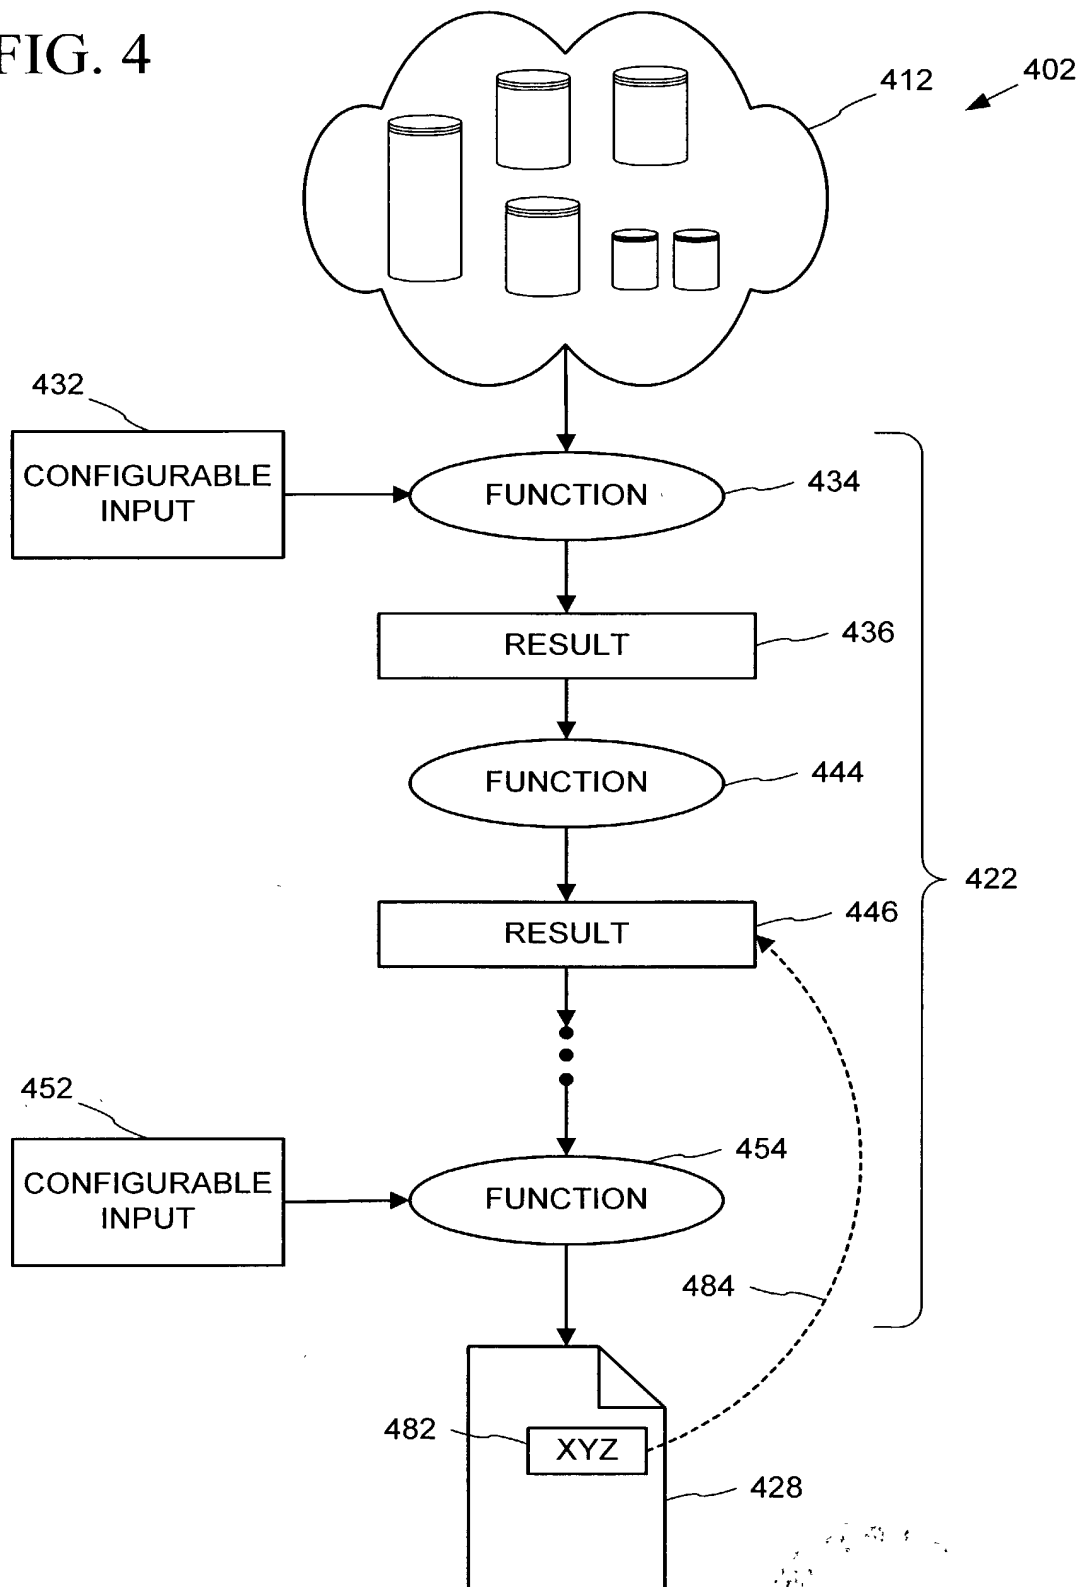 FIG. 4
412
402
432
CONFIGURABLE
INPUT
FUNCTION
434
RESULT
436
FUNCTION
444
422
RESULT
446
452
CONFIGURABLE
INPUT
454
FUNCTION
484
482
XYZ
428